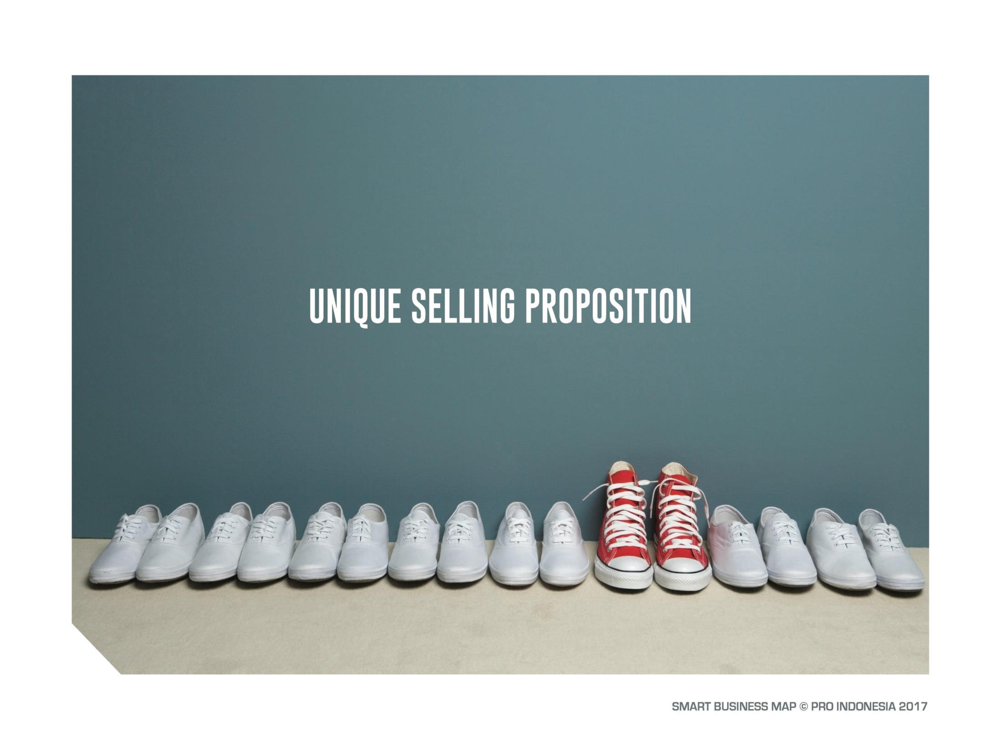 UNIQUE SELLING PROPOSITION
SMART BUSINESS MAP © PRO INDONESIA 2017